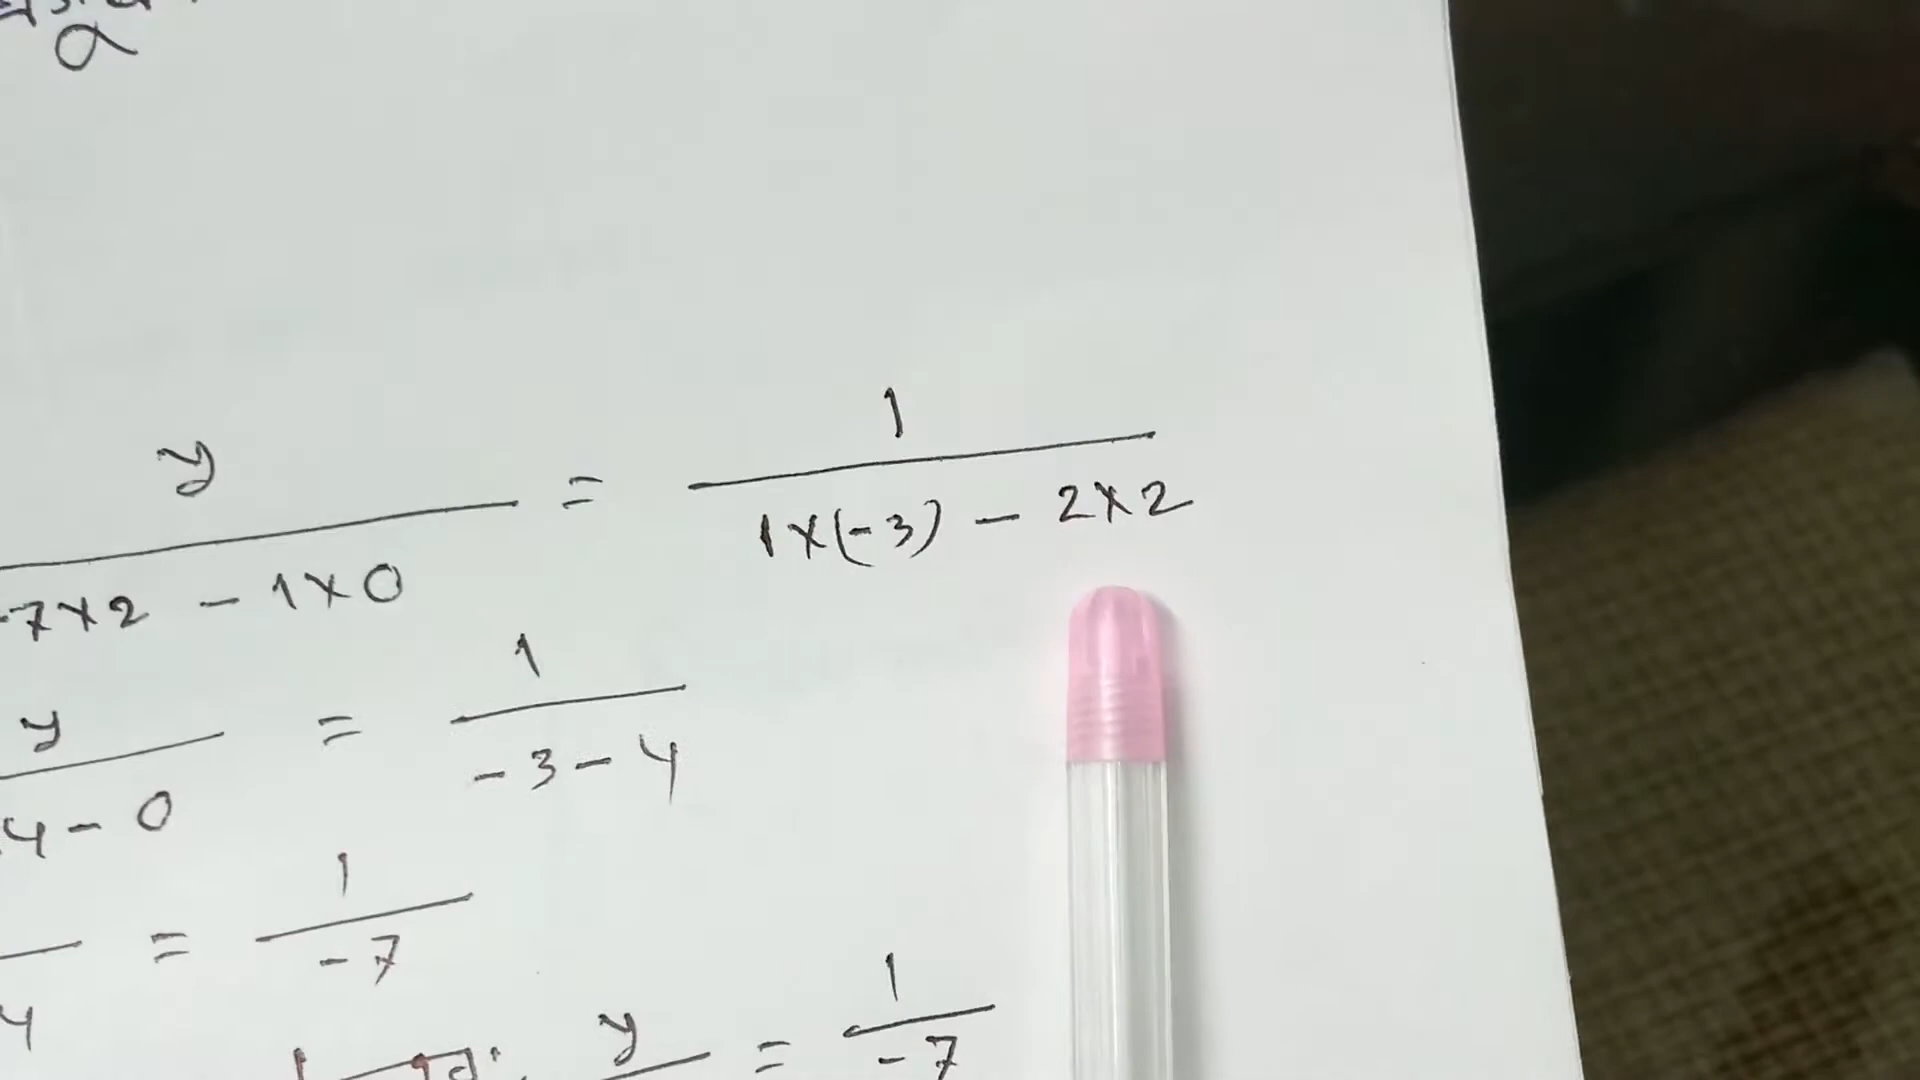 y = 1
-7×2 - 1×0 1×(-3) - 2×2
y = 1
4 - 0 -3-4
= 1
4 -7
y = 1
-7